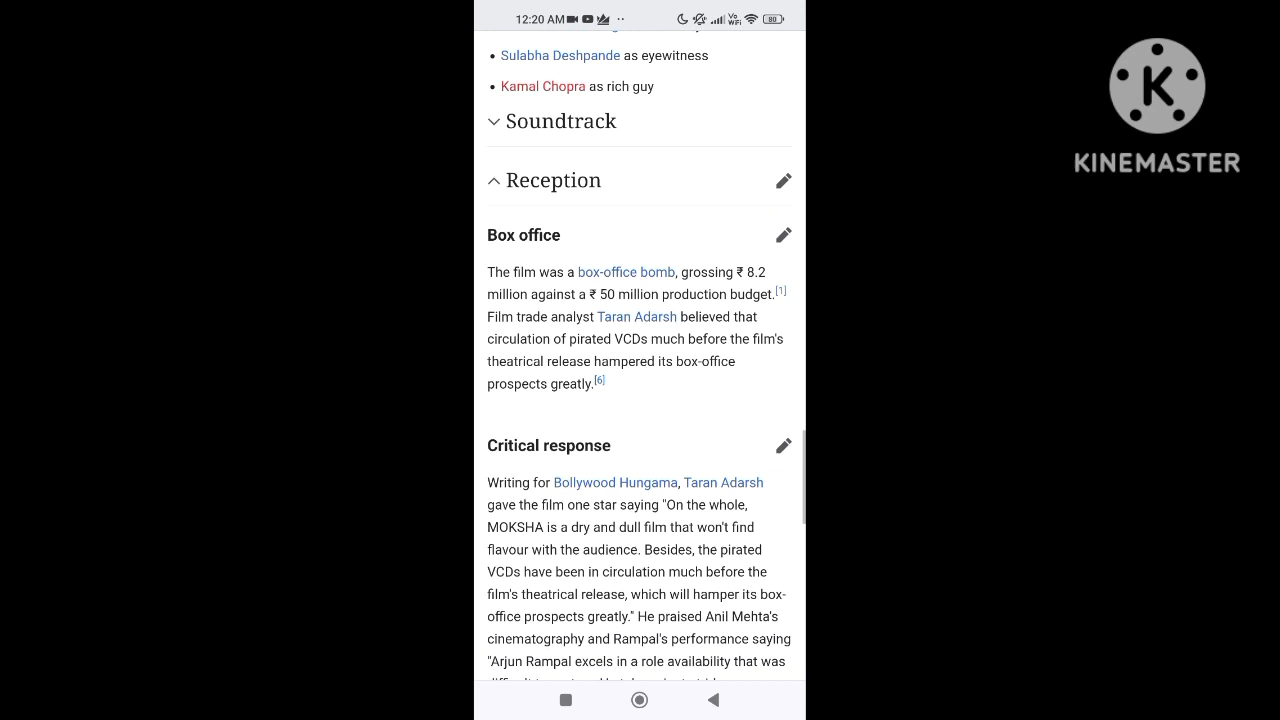 12:20 AM
Vo
WiFi
80
• Sulabha Deshpande as eyewitness
• Kamal Chopra as rich guy
Soundtrack
Reception
Box office
The film was a box-office bomb, grossing ₹ 8.2
million against a ₹ 50 million production budget.[1]
Film trade analyst Taran Adarsh believed that
circulation of pirated VCDs much before the film's
theatrical release hampered its box-office
prospects greatly.[6]
Critical response
Writing for Bollywood Hungama, Taran Adarsh
gave the film one star saying "On the whole,
MOKSHA is a dry and dull film that won't find
flavour with the audience. Besides, the pirated
VCDs have been in circulation much before the
film's theatrical release, which will hamper its box-
office prospects greatly." He praised Anil Mehta's
cinematography and Rampal's performance saying
"Arjun Rampal excels in a role availability that was
K
KINEMASTER